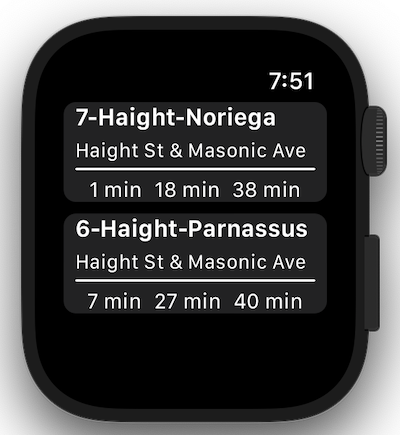 7:51
7-Haight-Noriega
Haight St & Masonic Ave
1 min 18 min 38 min
6-Haight-Parnassus
Haight St & Masonic Ave
7 min 27 min 40 min